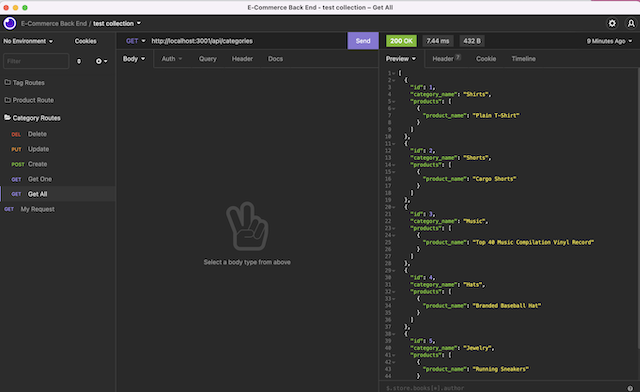 E-Commerce Back End / test collection – Get All
E-Commerce Back End / test collection
No Environment Cookies
GET http://localhost:3001/api/categories Send
200 OK 7.44 ms 432 B 9 Minutes Ago
Filter
Body Auth Query Header Docs
Preview Header 7 Cookie Timeline
Tag Routes
Product Route
Category Routes
DEL Delete
PUT Update
POST Create
GET Get One
GET Get All
GET My Request
Select a body type from above
1 [
2 {
3 "id": 1,
4 "category_name": "Shirts",
5 "products": [
6 {
7 "product_name": "Plain T-Shirt"
8 }
9 ]
10 },
11 {
12 "id": 2,
13 "category_name": "Shorts",
14 "products": [
15 {
16 "product_name": "Cargo Shorts"
17 }
18 ]
19 },
20 {
21 "id": 3,
22 "category_name": "Music",
23 "products": [
24 {
25 "product_name": "Top 40 Music Compilation Vinyl Record"
26 }
27 ]
28 },
29 {
30 "id": 4,
31 "category_name": "Hats",
32 "products": [
33 {
34 "product_name": "Branded Baseball Hat"
35 }
36 ]
37 },
38 {
39 "id": 5,
40 "category_name": "Jewelry",
41 "products": [
42 {
43 "product_name": "Running Sneakers"
44 }
$.store.books[*].author